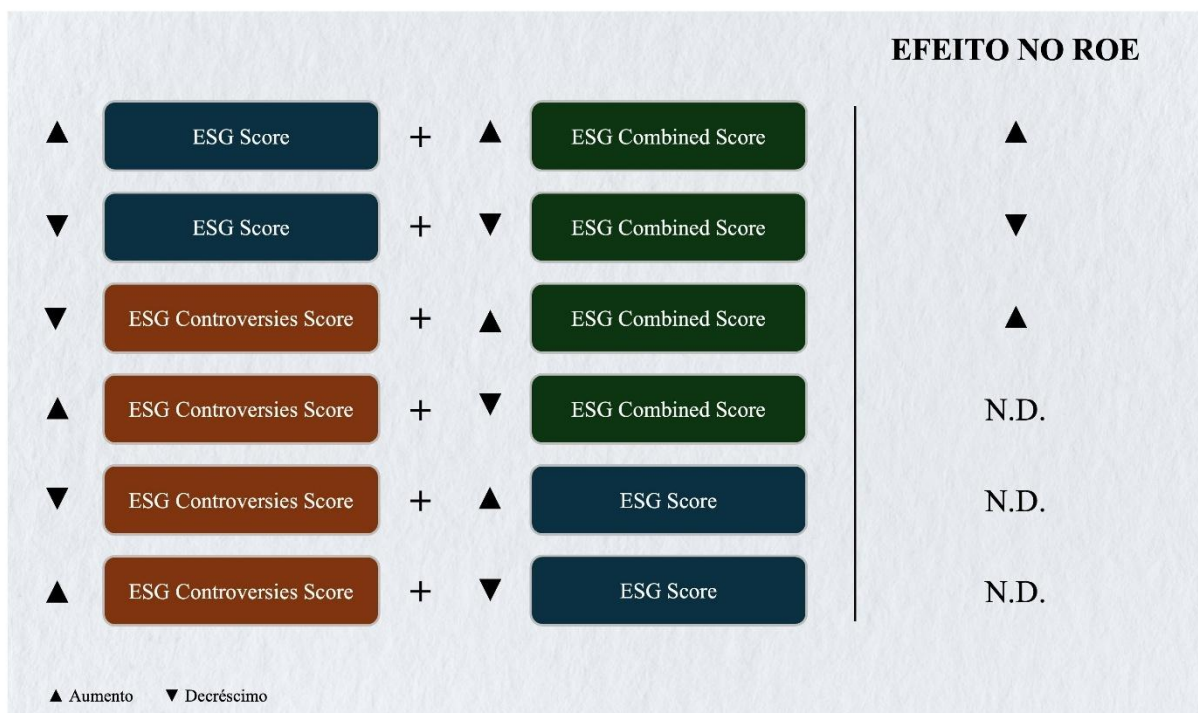 EFEITO NO ROE
▲ ESG Score + ▲ ESG Combined Score ▲
▼ ESG Score + ▼ ESG Combined Score ▼
▼ ESG Controversies Score + ▲ ESG Combined Score ▲
▲ ESG Controversies Score + ▼ ESG Combined Score N.D.
▼ ESG Controversies Score + ▲ ESG Score N.D.
▲ ESG Controversies Score + ▼ ESG Score N.D.
▲ Aumento ▼ Decréscimo